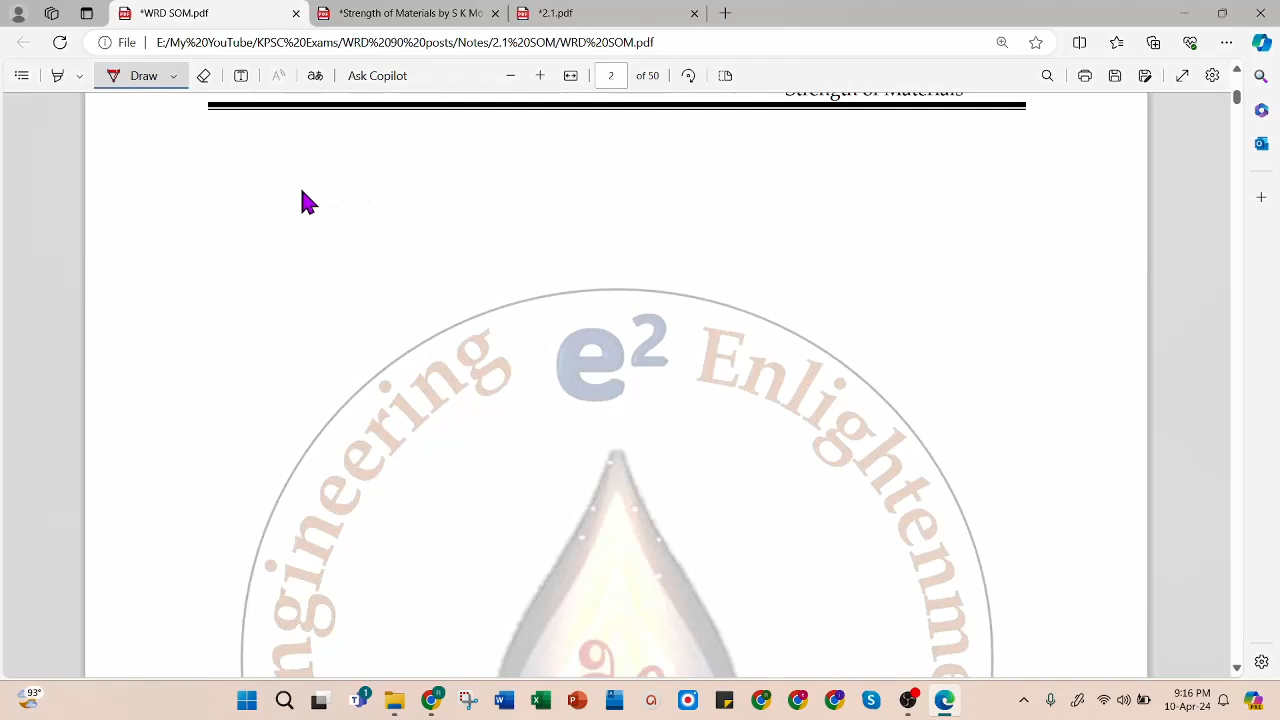 *WRD SOM.pdf
*Strength of Materials by S K Mo
*2.1.pdf
File
E:/My%20YouTube/KPSC%20Exams/WRD%2090%20posts/Notes/2.1%20SOM/WRD%20SOM.pdf
Draw
Ask Copilot
2 of 50
Strength of Materials
e²
ngineering
Enlightenme
93°
9:16 PM
10-Apr-24